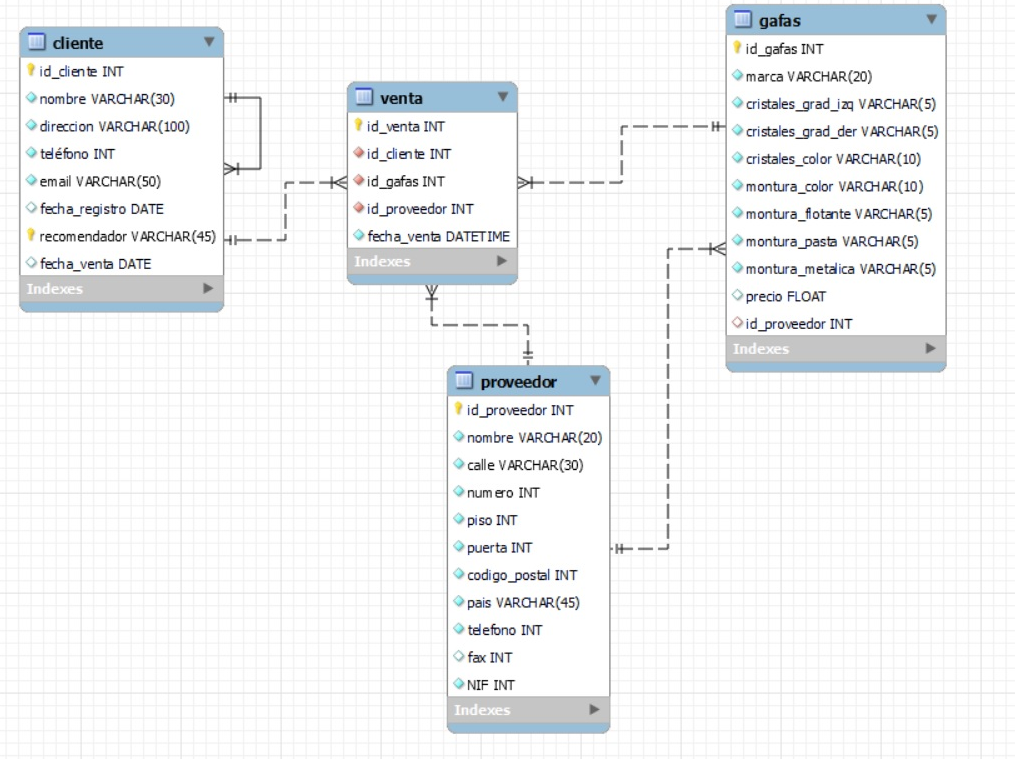 cliente
id_cliente INT
nombre VARCHAR(30)
direccion VARCHAR(100)
teléfono INT
email VARCHAR(50)
fecha_registro DATE
recomendador VARCHAR(45)
fecha_venta DATE
Indexes
venta
id_venta INT
id_cliente INT
id_gafas INT
id_proveedor INT
fecha_venta DATETIME
Indexes
gafas
id_gafas INT
marca VARCHAR(20)
cristales_grad_izq VARCHAR(5)
cristales_grad_der VARCHAR(5)
cristales_color VARCHAR(10)
montura_color VARCHAR(10)
montura_flotante VARCHAR(5)
montura_pasta VARCHAR(5)
montura_metalica VARCHAR(5)
precio FLOAT
id_proveedor INT
Indexes
proveedor
id_proveedor INT
nombre VARCHAR(20)
calle VARCHAR(30)
numero INT
piso INT
puerta INT
codigo_postal INT
pais VARCHAR(45)
telefono INT
fax INT
NIF INT
Indexes